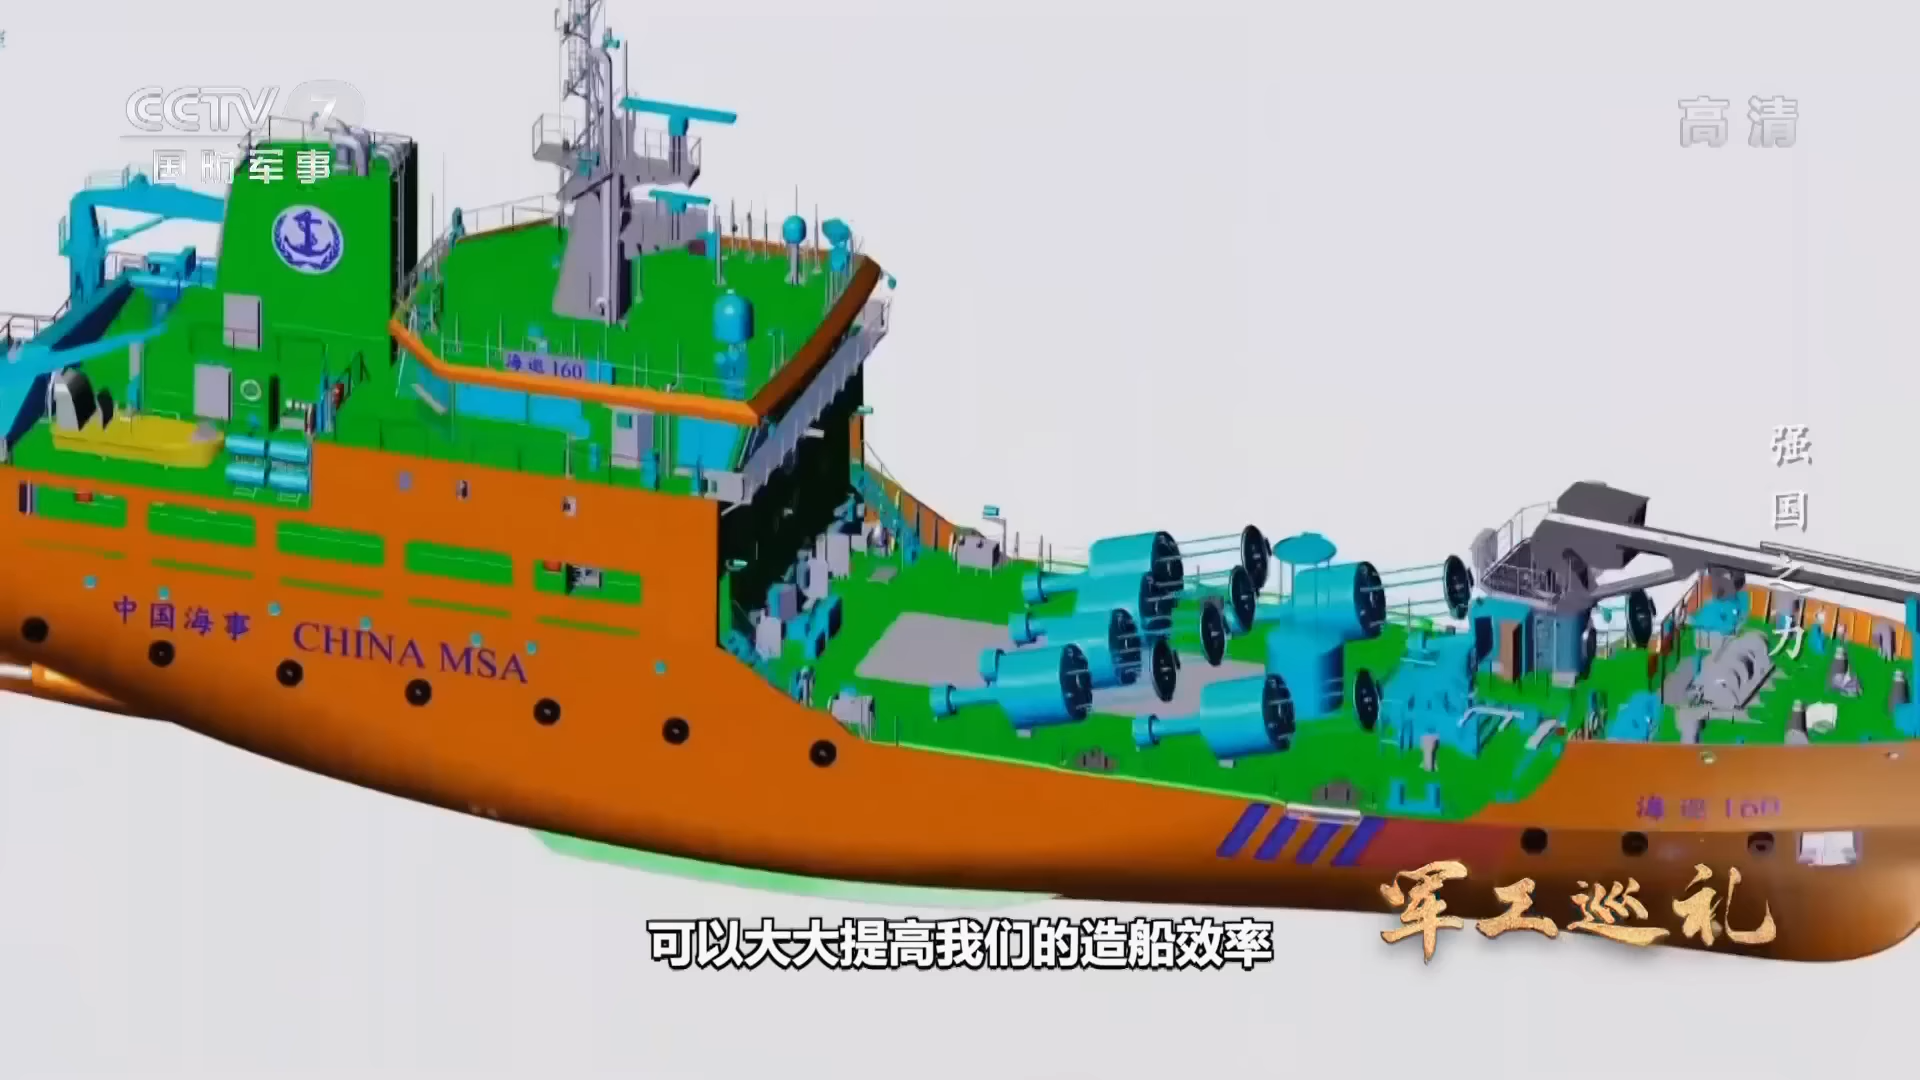 CCTV 7
国防军事
高清
海巡160
强国之力
中国海事 CHINA MSA
海巡160
军工巡礼
可以大大提高我们的造船效率